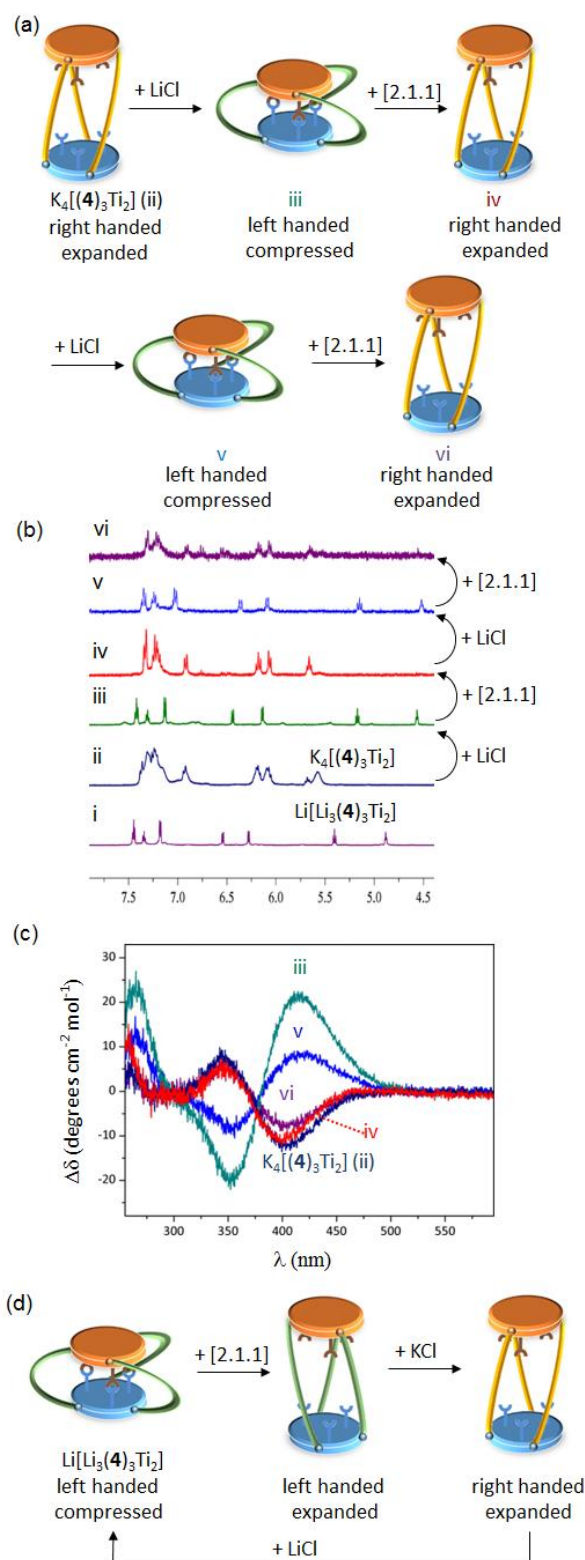 (a)
+ LiCl
+ [2.1.1]
K₄[(4)₃Ti₂] (ii)
right handed
expanded
iii
left handed
compressed
iv
right handed
expanded
+ LiCl
+ [2.1.1]
v
left handed
compressed
vi
right handed
expanded
(b)
vi
v
iv
iii
ii
i
+ [2.1.1]
+ LiCl
+ [2.1.1]
+ LiCl
K₄[(4)₃Ti₂]
Li[Li₃(4)₃Ti₂]
7.5 7.0 6.5 6.0 5.5 5.0 4.5
(c)
Δδ (degrees cm⁻² mol⁻¹)
30
20
10
0
-10
-20
iii
v
vi
iv
K₄[(4)₃Ti₂] (ii)
300 350 400 450 500 550
λ (nm)
(d)
+ [2.1.1]
+ KCl
Li[Li₃(4)₃Ti₂]
left handed
compressed
left handed
expanded
right handed
expanded
+ LiCl